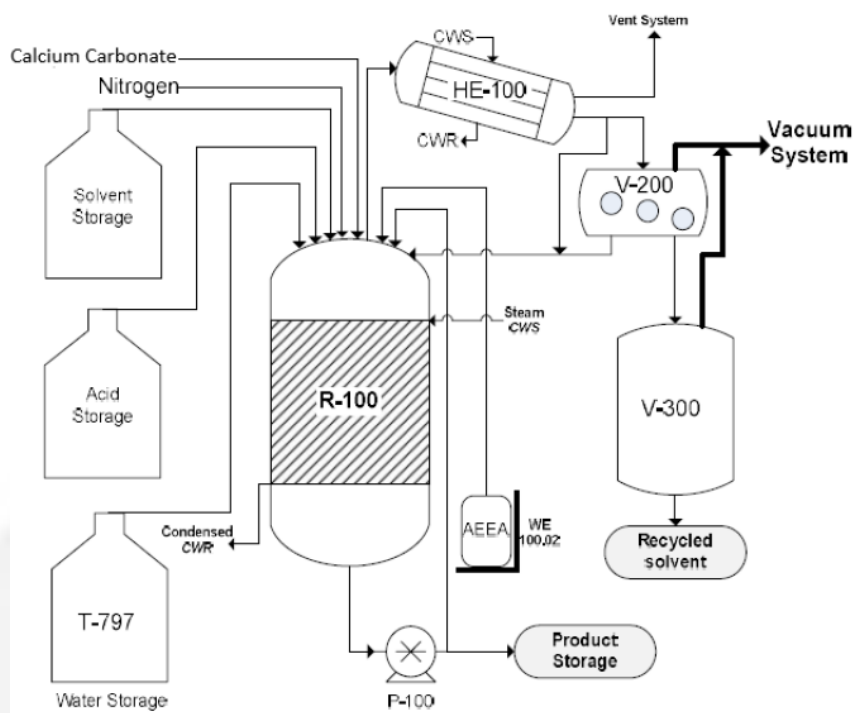 Vent System
CWS
Calcium Carbonate
HE-100
Nitrogen
CWR
Vacuum
System
V-200
Solvent
Storage
Steam
CWS
Acid
Storage
R-100
V-300
Condensed
CWR
AEEA
WE
100.02
Recycled
solvent
T-797
Product
Storage
Water Storage
P-100